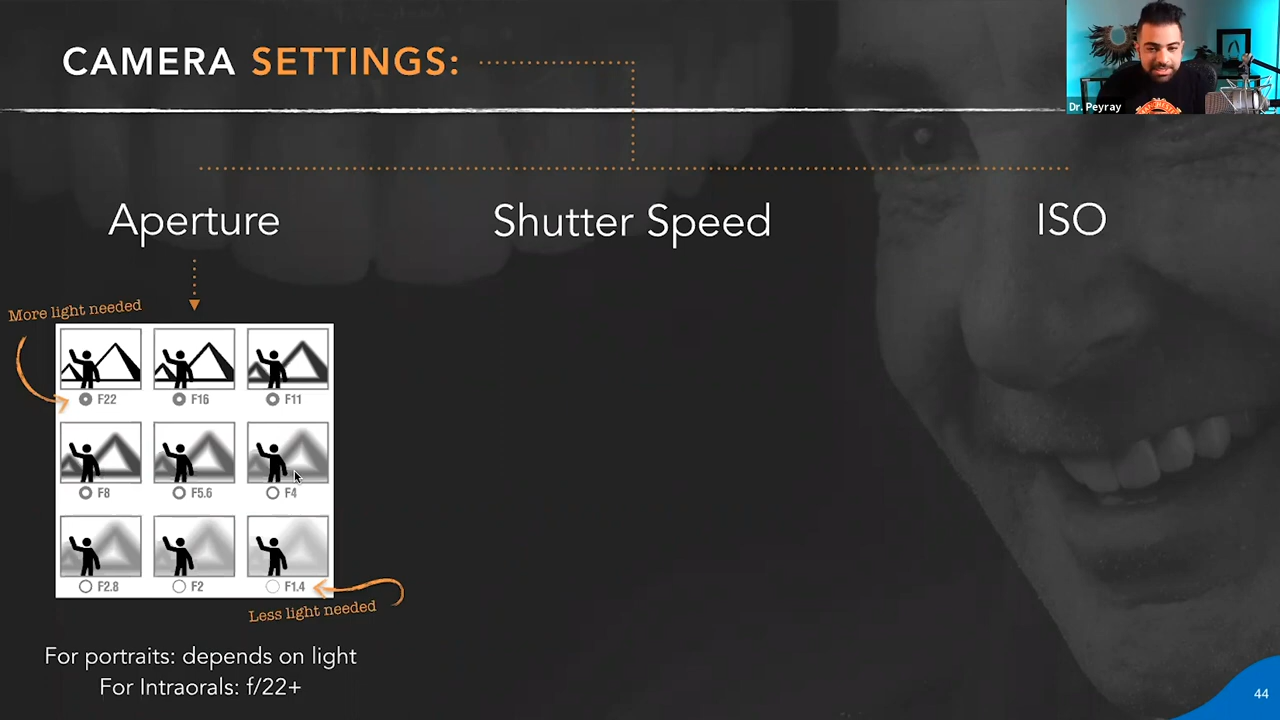 CAMERA SETTINGS:
Dr. Peyray
Aperture
Shutter Speed
ISO
More light needed
F22
F16
F11
F8
F5.6
F4
F2.8
F2
F1.4
Less light needed
For portraits: depends on light
For Intraorals: f/22+
44